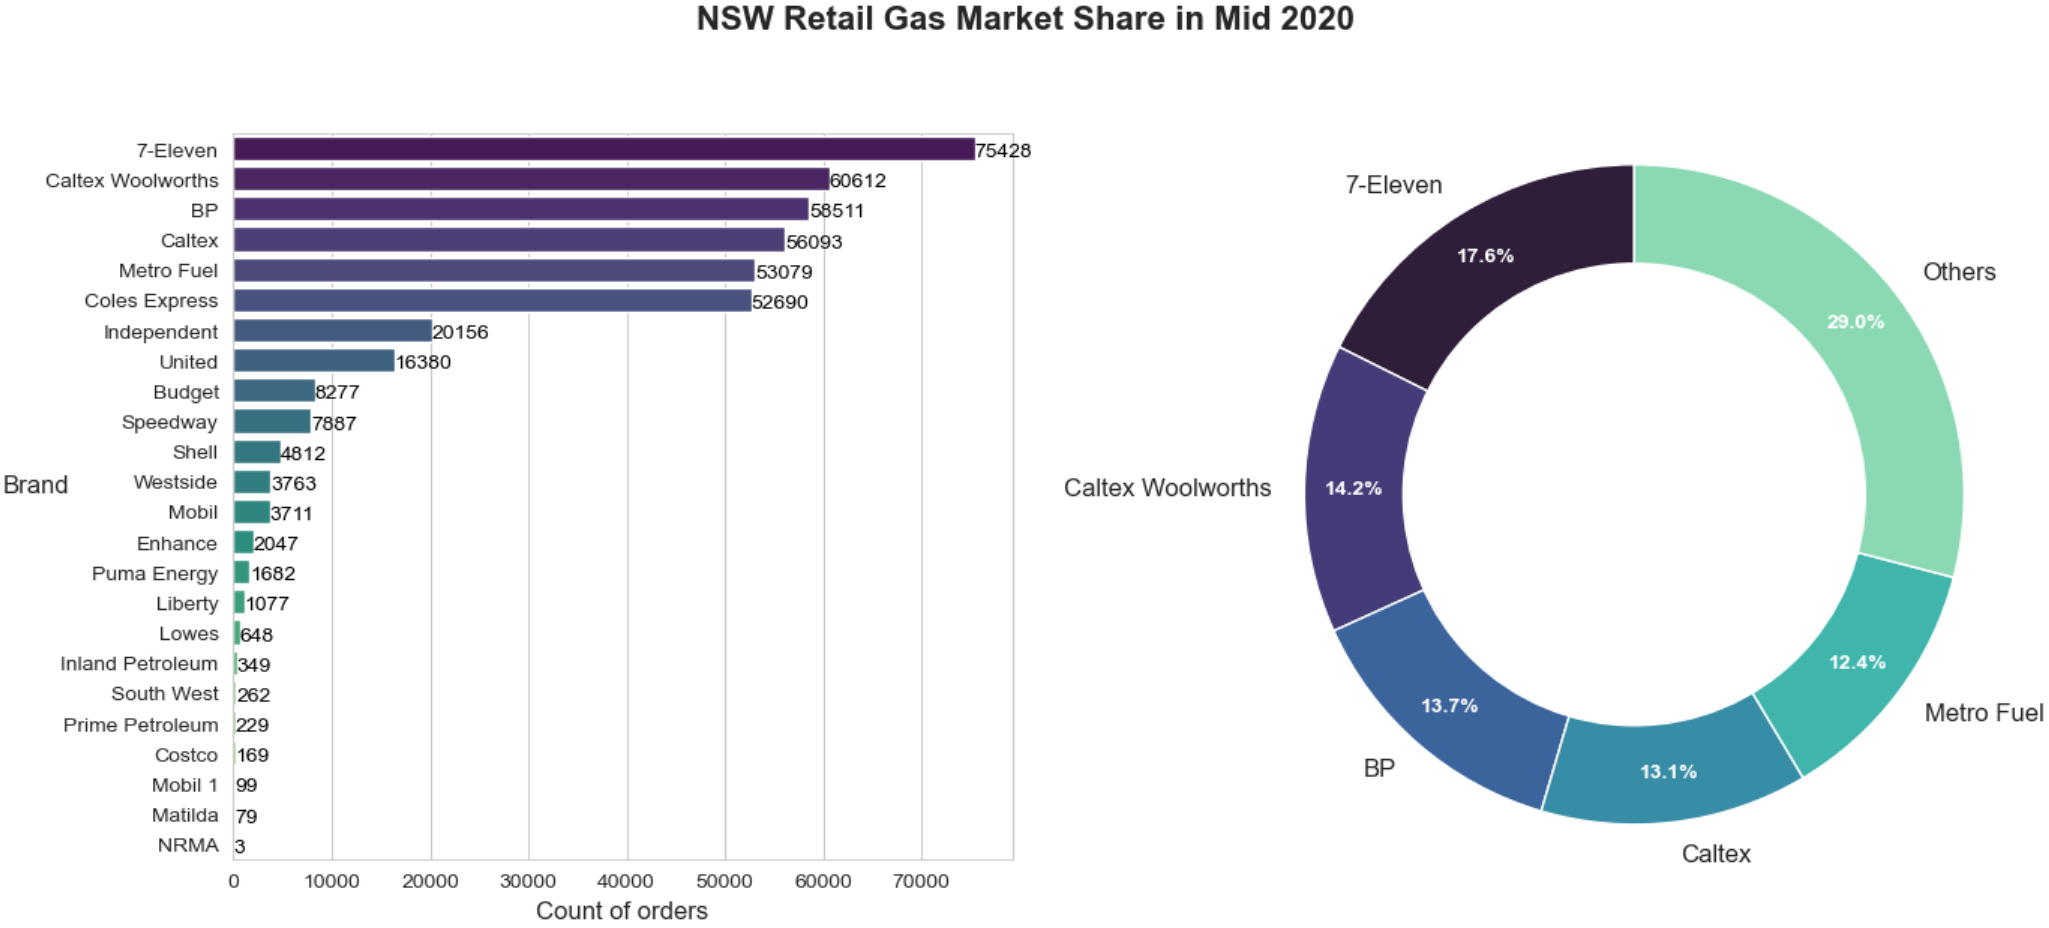 NSW Retail Gas Market Share in Mid 2020
Brand
7-Eleven 75428
Caltex Woolworths 60612
BP 58511
Caltex 56093
Metro Fuel 53079
Coles Express 52690
Independent 20156
United 16380
Budget 8277
Speedway 7887
Shell 4812
Westside 3763
Mobil 3711
Enhance 2047
Puma Energy 1682
Liberty 1077
Lowes 648
Inland Petroleum 349
South West 262
Prime Petroleum 229
Costco 169
Mobil 1 99
Matilda 79
NRMA 3
0 10000 20000 30000 40000 50000 60000 70000
Count of orders
7-Eleven
17.6%
Others
29.0%
Caltex Woolworths
14.2%
12.4%
Metro Fuel
13.7%
BP
13.1%
Caltex